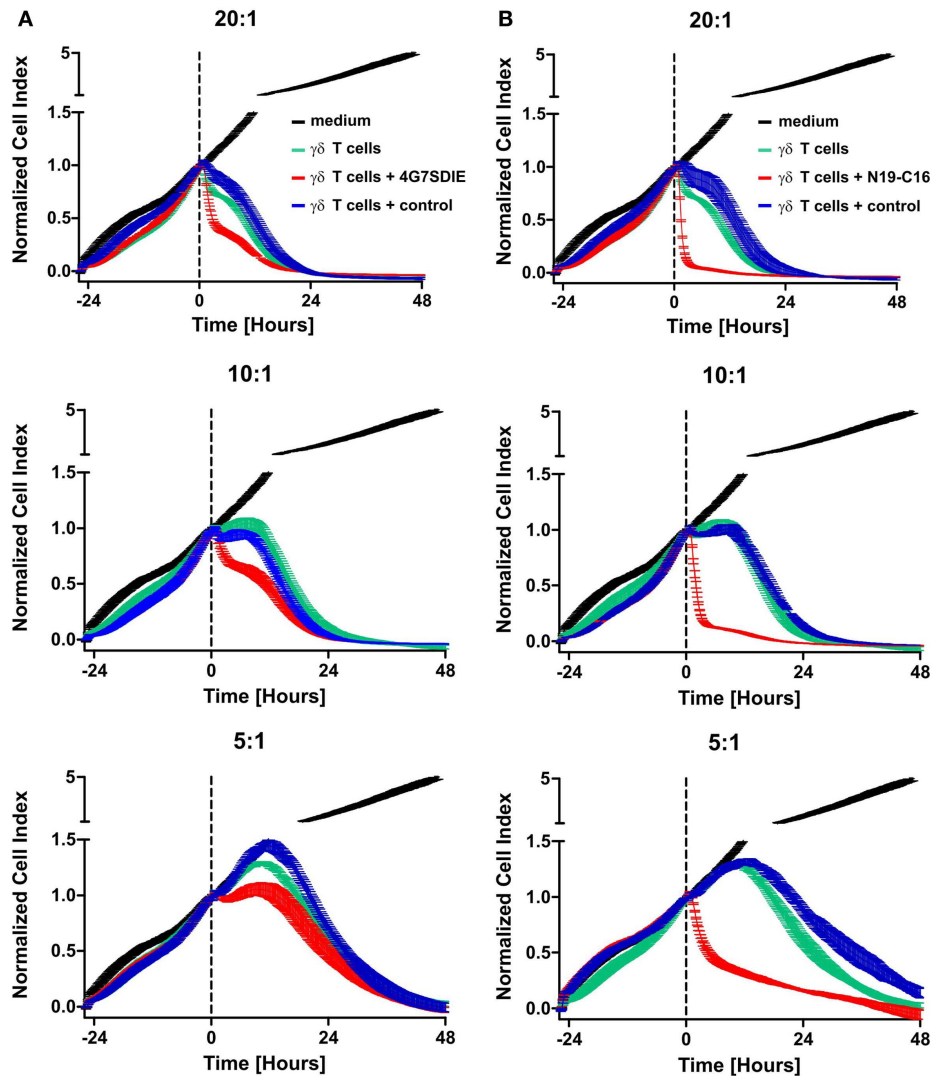 A
20:1
Normalized Cell Index
5
1.5
1.0
0.5
0.0
medium
γδ T cells
γδ T cells + 4G7SDIE
γδ T cells + control
-24 0 24 48
Time [Hours]
B
20:1
Normalized Cell Index
5
1.5
1.0
0.5
0.0
medium
γδ T cells
γδ T cells + N19-C16
γδ T cells + control
-24 0 24 48
Time [Hours]
10:1
Normalized Cell Index
5
1.5
1.0
0.5
0.0
-24 0 24 48
Time [Hours]
10:1
Normalized Cell Index
5
1.5
1.0
0.5
0.0
-24 0 24 48
Time [Hours]
5:1
Normalized Cell Index
5
1.5
1.0
0.5
0.0
-24 0 24 48
Time [Hours]
5:1
Normalized Cell Index
5
1.5
1.0
0.5
0.0
-24 0 24 48
Time [Hours]